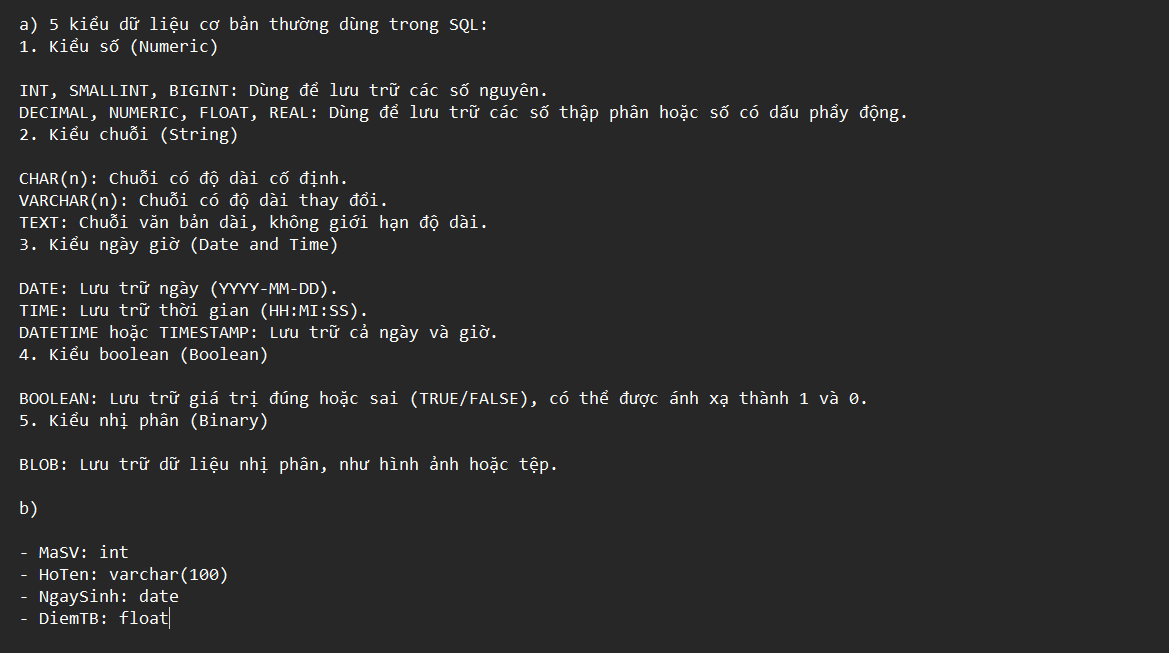 a) 5 kiểu dữ liệu cơ bản thường dùng trong SQL:
1. Kiểu số (Numeric)
INT, SMALLINT, BIGINT: Dùng để lưu trữ các số nguyên.
DECIMAL, NUMERIC, FLOAT, REAL: Dùng để lưu trữ các số thập phân hoặc số có dấu phẩy động.
2. Kiểu chuỗi (String)
CHAR(n): Chuỗi có độ dài cố định.
VARCHAR(n): Chuỗi có độ dài thay đổi.
TEXT: Chuỗi văn bản dài, không giới hạn độ dài.
3. Kiểu ngày giờ (Date and Time)
DATE: Lưu trữ ngày (YYYY-MM-DD).
TIME: Lưu trữ thời gian (HH:MI:SS).
DATETIME hoặc TIMESTAMP: Lưu trữ cả ngày và giờ.
4. Kiểu boolean (Boolean)
BOOLEAN: Lưu trữ giá trị đúng hoặc sai (TRUE/FALSE), có thể được ánh xạ thành 1 và 0.
5. Kiểu nhị phân (Binary)
BLOB: Lưu trữ dữ liệu nhị phân, như hình ảnh hoặc tệp.
b)
- MaSV: int
- HoTen: varchar(100)
- NgaySinh: date
- DiemTB: float